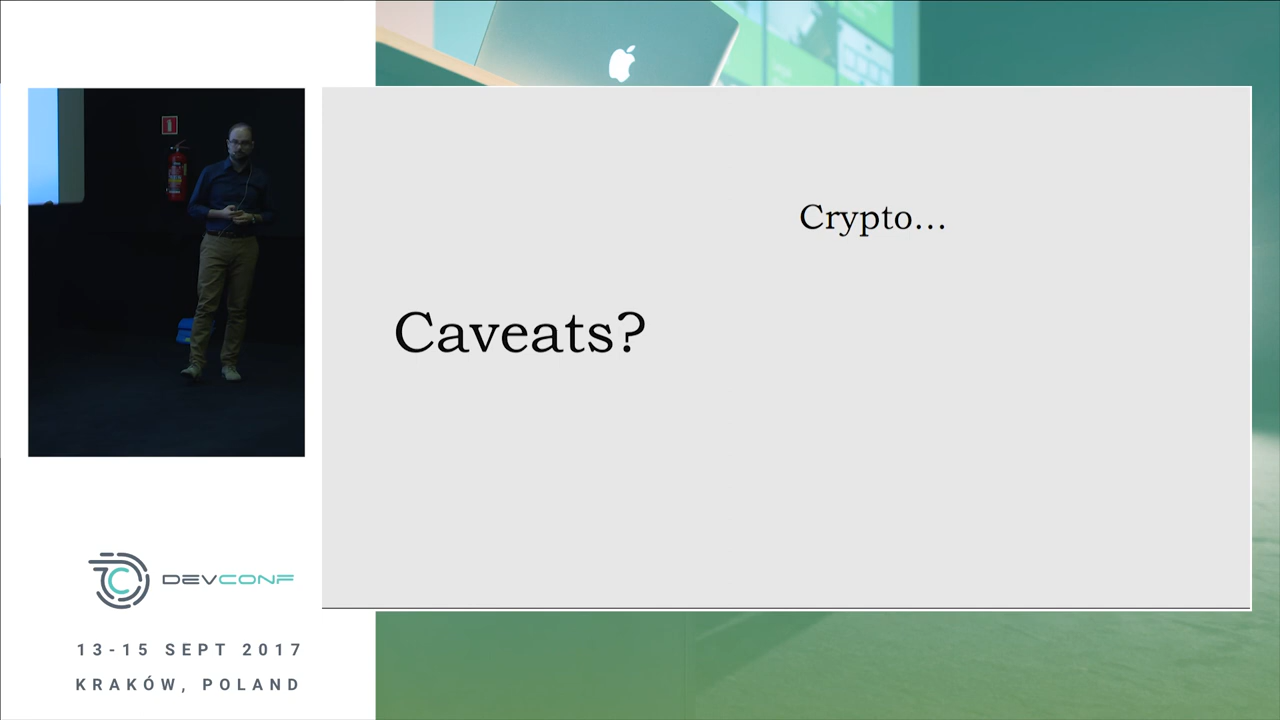 Crypto...
Caveats?
DEVCONF
13-15 SEPT 2017
KRAKÓW, POLAND